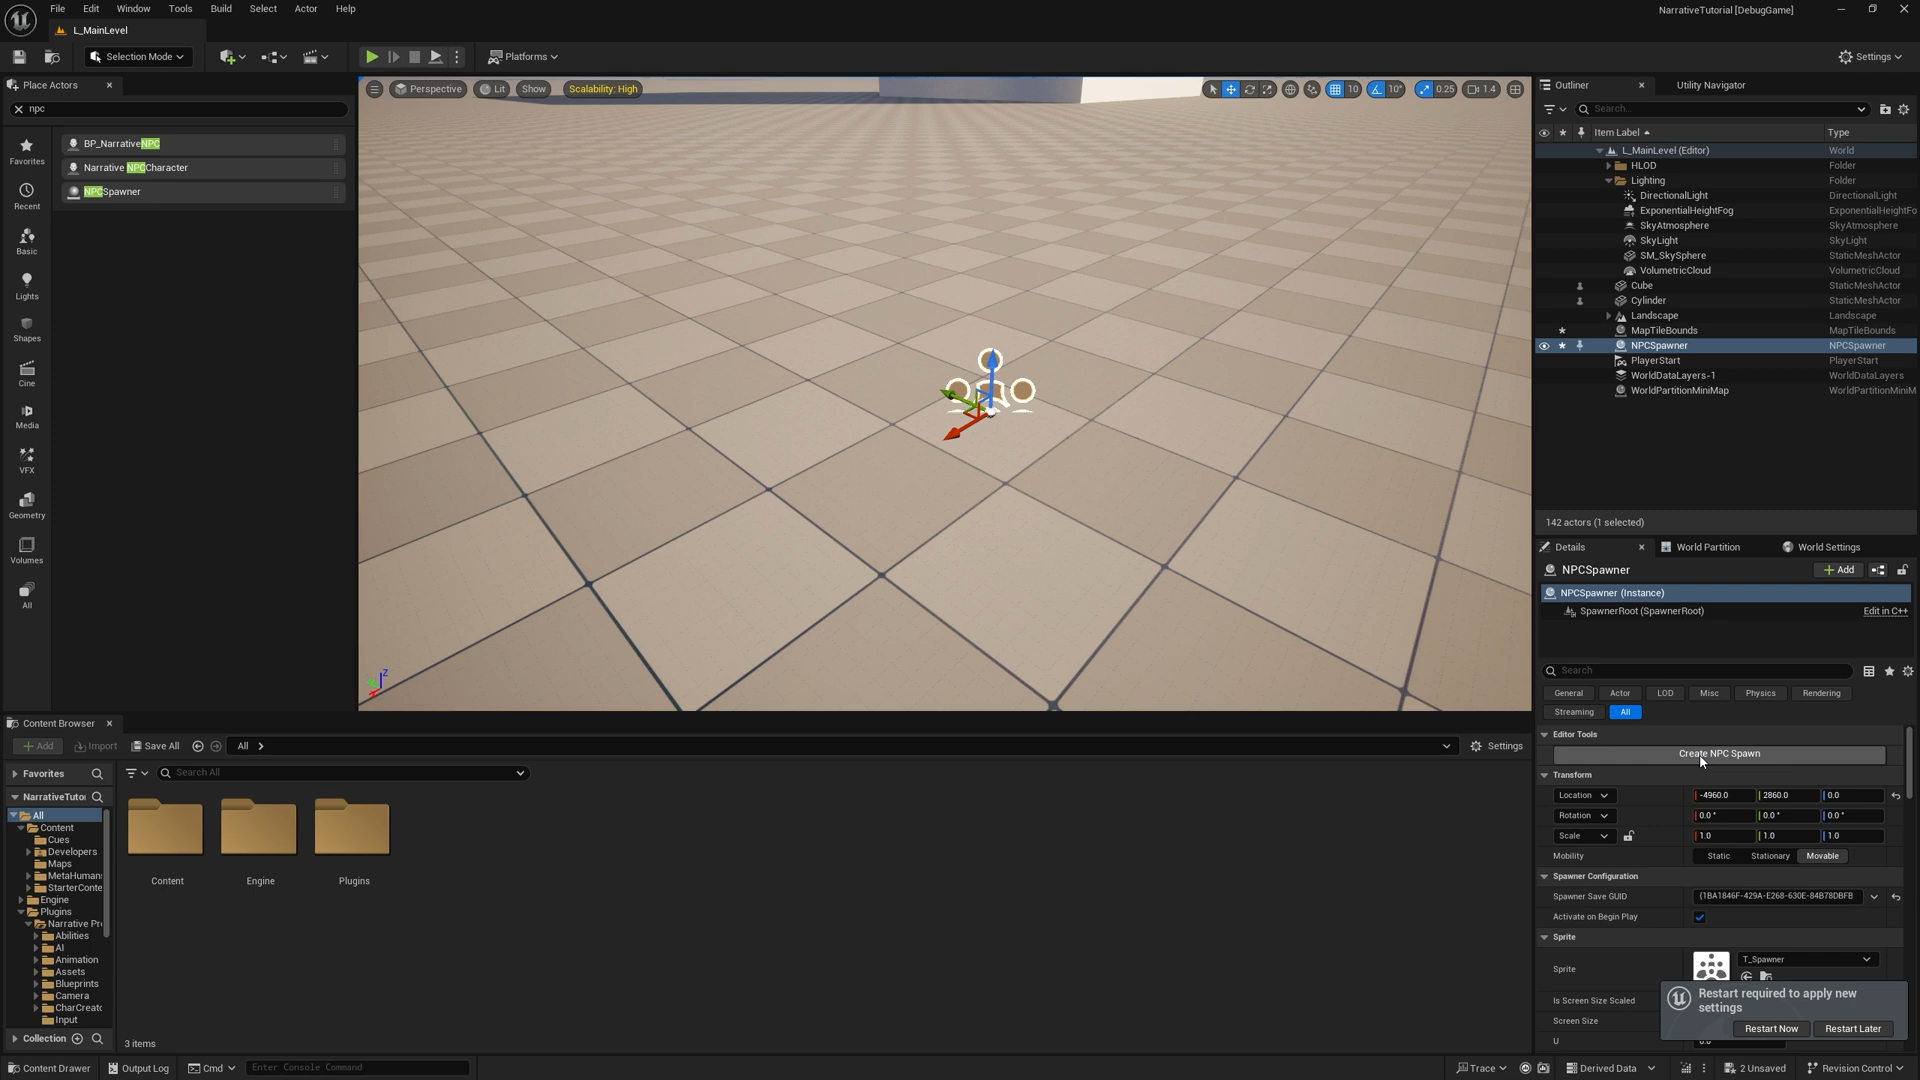 File Edit Window Tools Build Select Actor Help
NarrativeTutorial [DebugGame]
L_MainLevel
Selection Mode
Platforms
Settings
Place Actors
npc
BP_NarrativeNPC
Narrative NPCCharacter
NPCSpawner
Favorites
Recent
Basic
Lights
Shapes
Cine
Media
VFX
Geometry
Volumes
All
Perspective
Lit
Show
Scalability: High
10
10°
0.25
1.4
Z
Outliner
Utility Navigator
Search...
Item Label
Type
L_MainLevel (Editor) World
HLOD Folder
Lighting Folder
DirectionalLight DirectionalLight
ExponentialHeightFog ExponentialHeightFo
SkyAtmosphere SkyAtmosphere
SkyLight SkyLight
SM_SkySphere StaticMeshActor
VolumetricCloud VolumetricCloud
Cube StaticMeshActor
Cylinder StaticMeshActor
Landscape Landscape
MapTileBounds MapTileBounds
NPCSpawner NPCSpawner
PlayerStart PlayerStart
WorldDataLayers-1 WorldDataLayers
WorldPartitionMiniMap WorldPartitionMiniM
142 actors (1 selected)
Details
World Partition
World Settings
NPCSpawner
Add
NPCSpawner (Instance)
SpawnerRoot (SpawnerRoot)
Edit in C++
Search
General Actor LOD Misc Physics Rendering
Streaming All
Editor Tools
Create NPC Spawn
Transform
Location -4960.0 2860.0 0.0
Rotation 0.0° 0.0° 0.0°
Scale 1.0 1.0 1.0
Mobility Static Stationary Movable
Spawner Configuration
Spawner Save GUID {1BA1846F-429A-E268-630E-84B78DBFB
Activate on Begin Play
Sprite
Sprite
T_Spawner
Is Screen Size Scaled
Screen Size
U
Restart required to apply new settings
Restart Now
Restart Later
Content Browser
Add
Import
Save All
All
Settings
Favorites
NarrativeTutor
All
Content
Cues
Developers
Maps
MetaHuman
StarterConte
Engine
Plugins
Narrative Pr
Abilities
AI
Animation
Assets
Blueprints
Camera
CharCreato
Input
Collection
Search All
Content
Engine
Plugins
3 items
Content Drawer
Output Log
Cmd
Enter Console Command
Trace
Derived Data
2 Unsaved
Revision Control